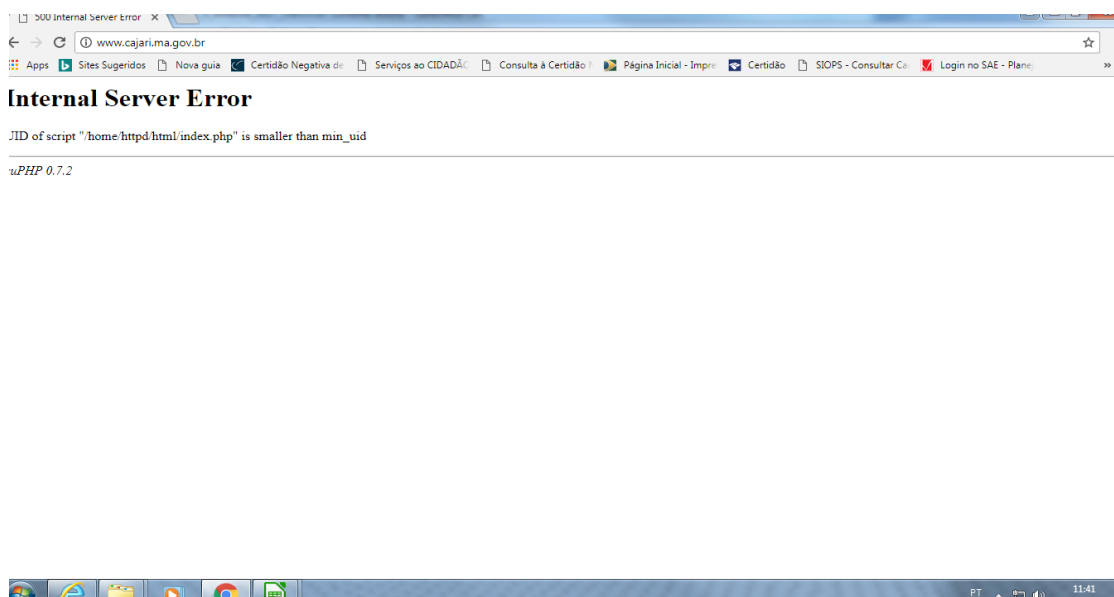 500 Internal Server Error
www.cajari.ma.gov.br
Apps Sites Sugeridos Nova guia Certidão Negativa de Serviços ao CIDADÃO Consulta à Certidão Página Inicial - Impre Certidão SIOPS - Consultar Ca Login no SAE - Plane »
Internal Server Error
UID of script "/home/httpd/html/index.php" is smaller than min_uid
uPHP 0.7.2
PT 11:41